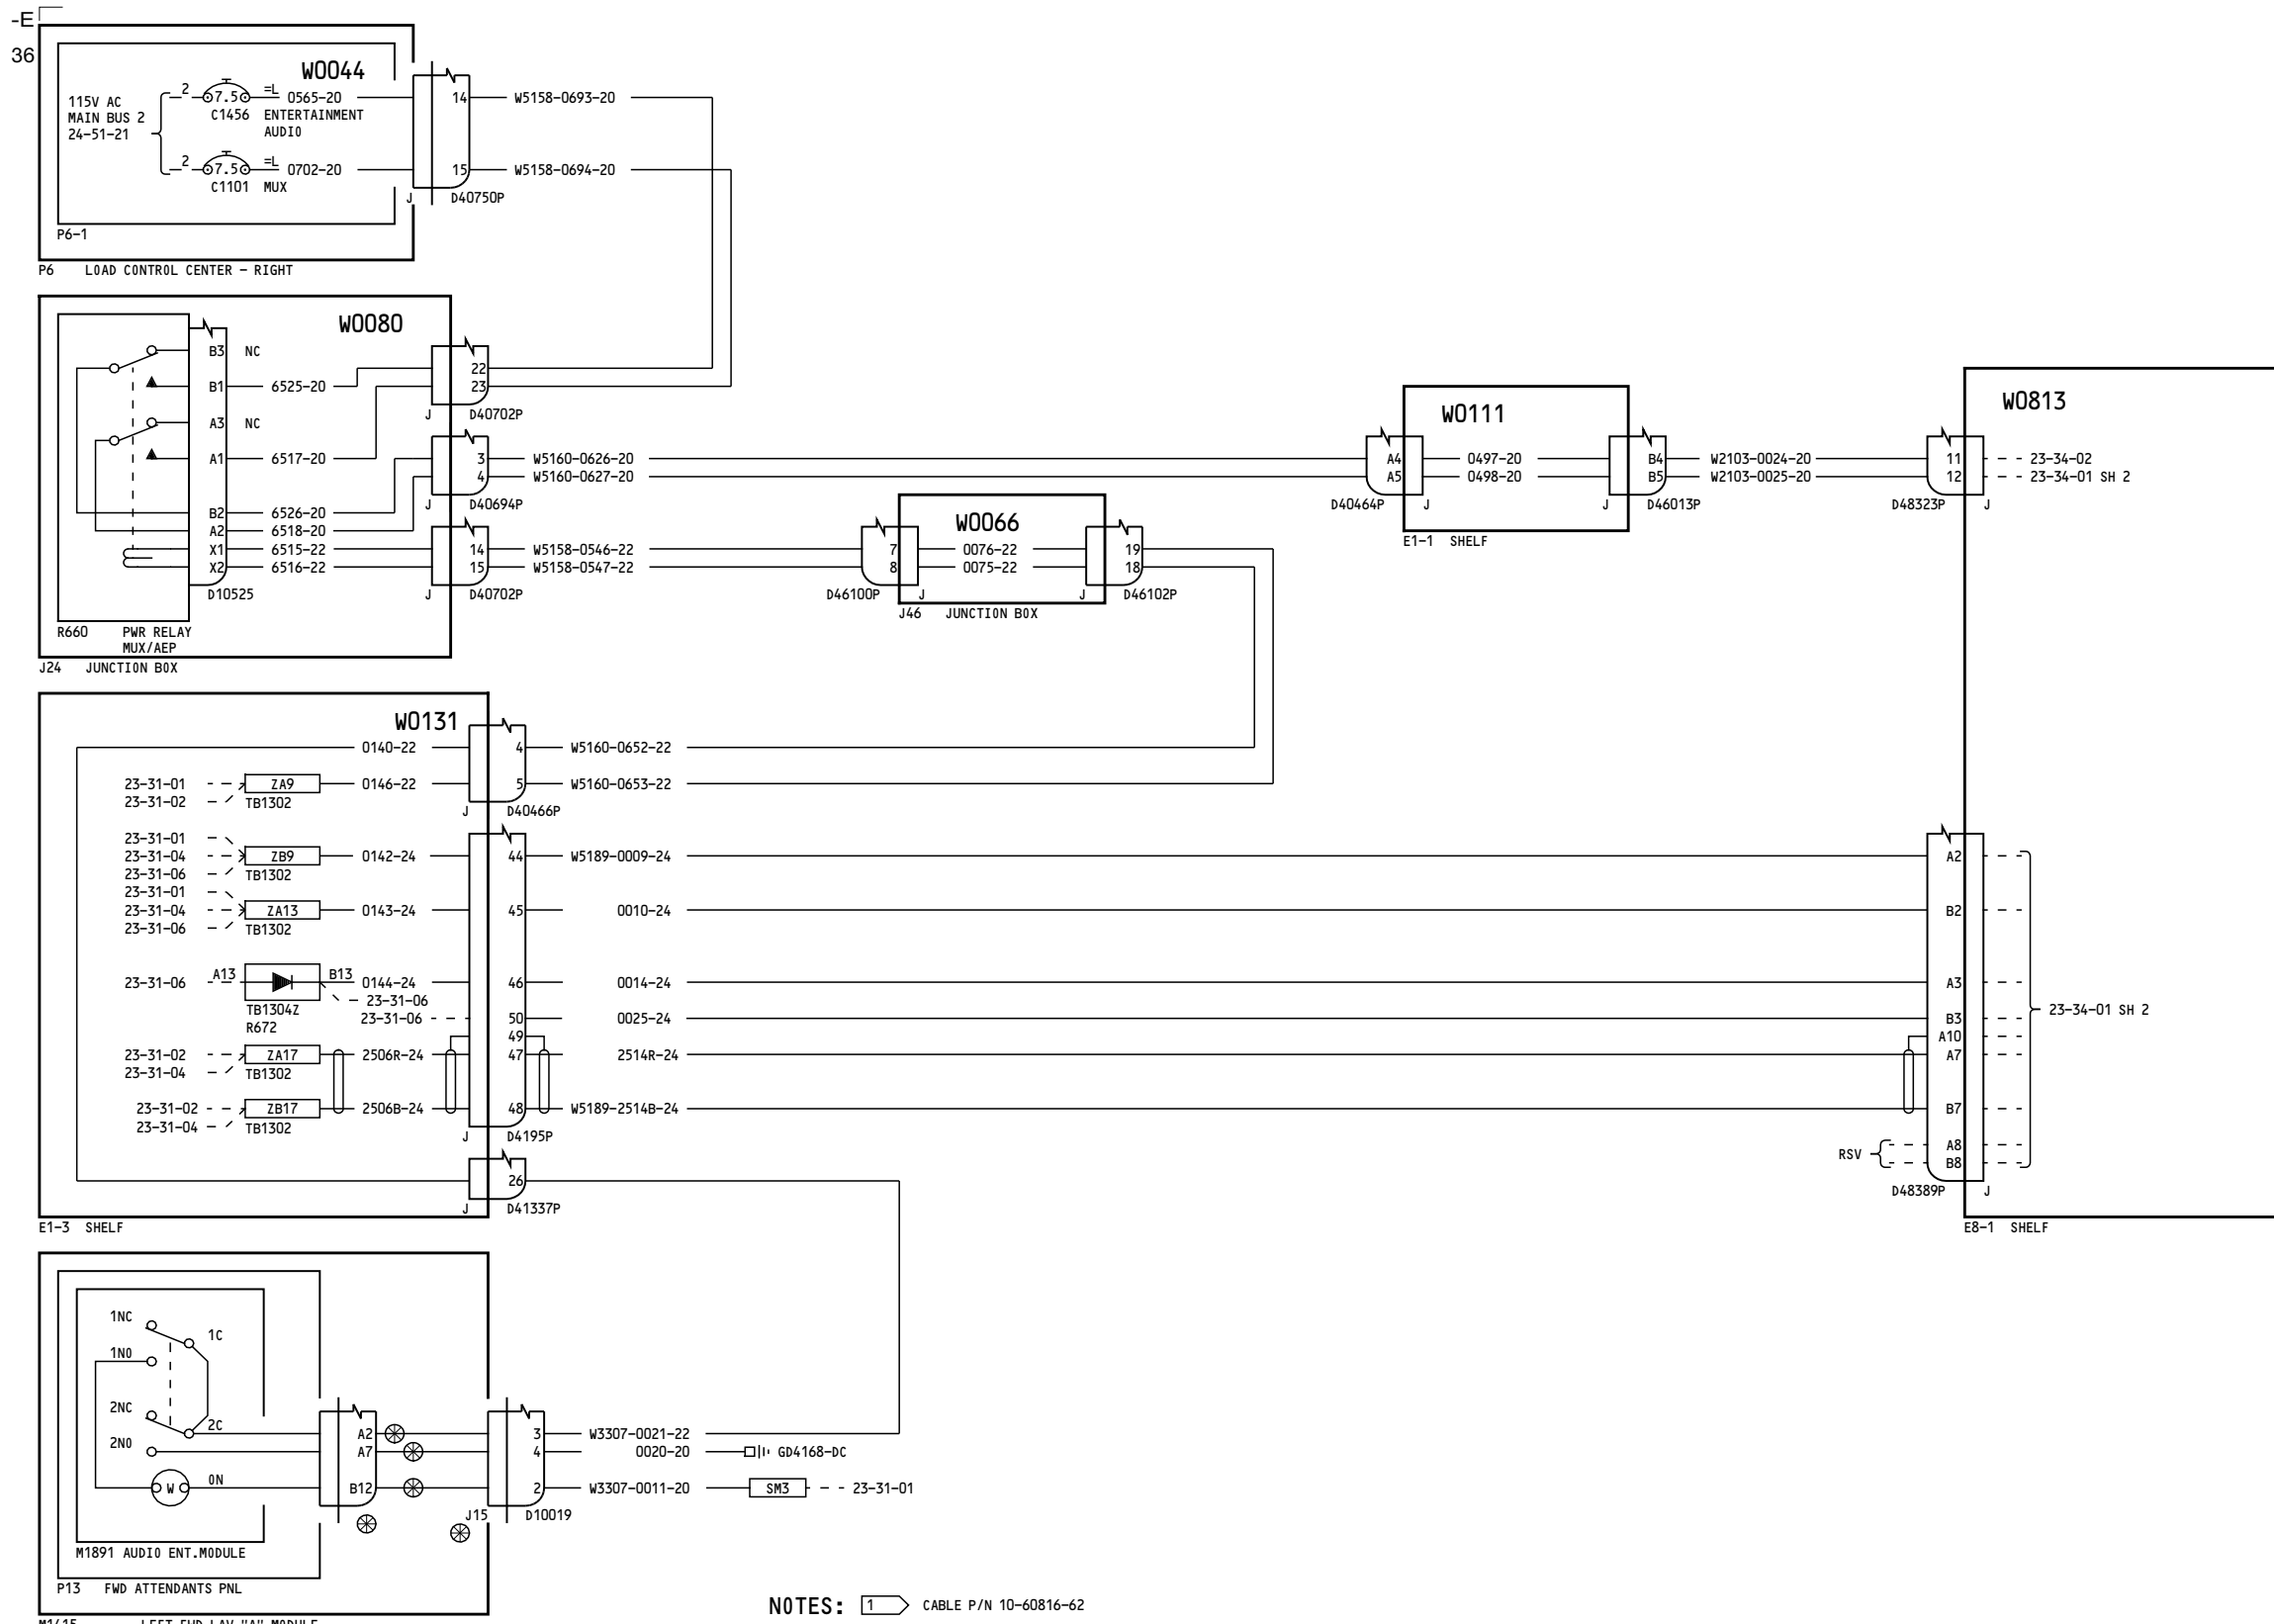 -E
36
W0044
115V AC
MAIN BUS 2
24-51-21
2 7.5 =L 0565-20
C1456 ENTERTAINMENT
AUDIO
2 7.5 =L 0702-20
C1101 MUX
P6-1
P6 LOAD CONTROL CENTER - RIGHT
14 W5158-0693-20
15 W5158-0694-20
J D40750P
W0080
B3 NC
B1 6525-20
A3 NC
A1 6517-20
B2 6526-20
A2 6518-20
X1 6515-22
X2 6516-22
D10525
R660 PWR RELAY
MUX/AEP
J24 JUNCTION BOX
22
23
J D40702P
3 W5160-0626-20
4 W5160-0627-20
J D40694P
14 W5158-0546-22
15 W5158-0547-22
J D40702P
W0066
7 0076-22 19
8 0075-22 18
D46100P J J D46102P
J46 JUNCTION BOX
W0111
A4 0497-20 B4 W2103-0024-20
A5 0498-20 B5 W2103-0025-20
D40464P J J D46013P
E1-1 SHELF
W0813
11 23-34-02
12 23-34-01 SH 2
D48323P J
W0131
0140-22 4 W5160-0652-22
23-31-01 ZA9 0146-22 5 W5160-0653-22
23-31-02 TB1302
J D40466P
23-31-01
23-31-04 ZB9 0142-24 44 W5189-0009-24 A2
23-31-06 TB1302
23-31-01
23-31-04 ZA13 0143-24 45 0010-24 B2
23-31-06 TB1302
23-31-06 A13 B13 0144-24 46 0014-24 A3
23-31-06
TB1304Z
R672
23-31-06 50 0025-24 B3
49 A10
23-31-02 ZA17 2506R-24 47 2514R-24 A7
23-31-04 TB1302
23-31-02 ZB17 2506B-24 48 W5189-2514B-24 B7
23-31-04 TB1302
J D4195P
23-34-01 SH 2
RSV A8
B8
D48389P J
E8-1 SHELF
26
J D41337P
E1-3 SHELF
1NC
1C
1NO
2NC
2C
2NO
W ON
A2
A7
B12
3 W3307-0021-22
4 0020-20 GD4168-DC
2 W3307-0011-20 SM3 23-31-01
J15 D10019
M1891 AUDIO ENT.MODULE
P13 FWD ATTENDANTS PNL
M1415 LEFT FWD LAV "A" MODULE
NOTES: 1 CABLE P/N 10-60816-62